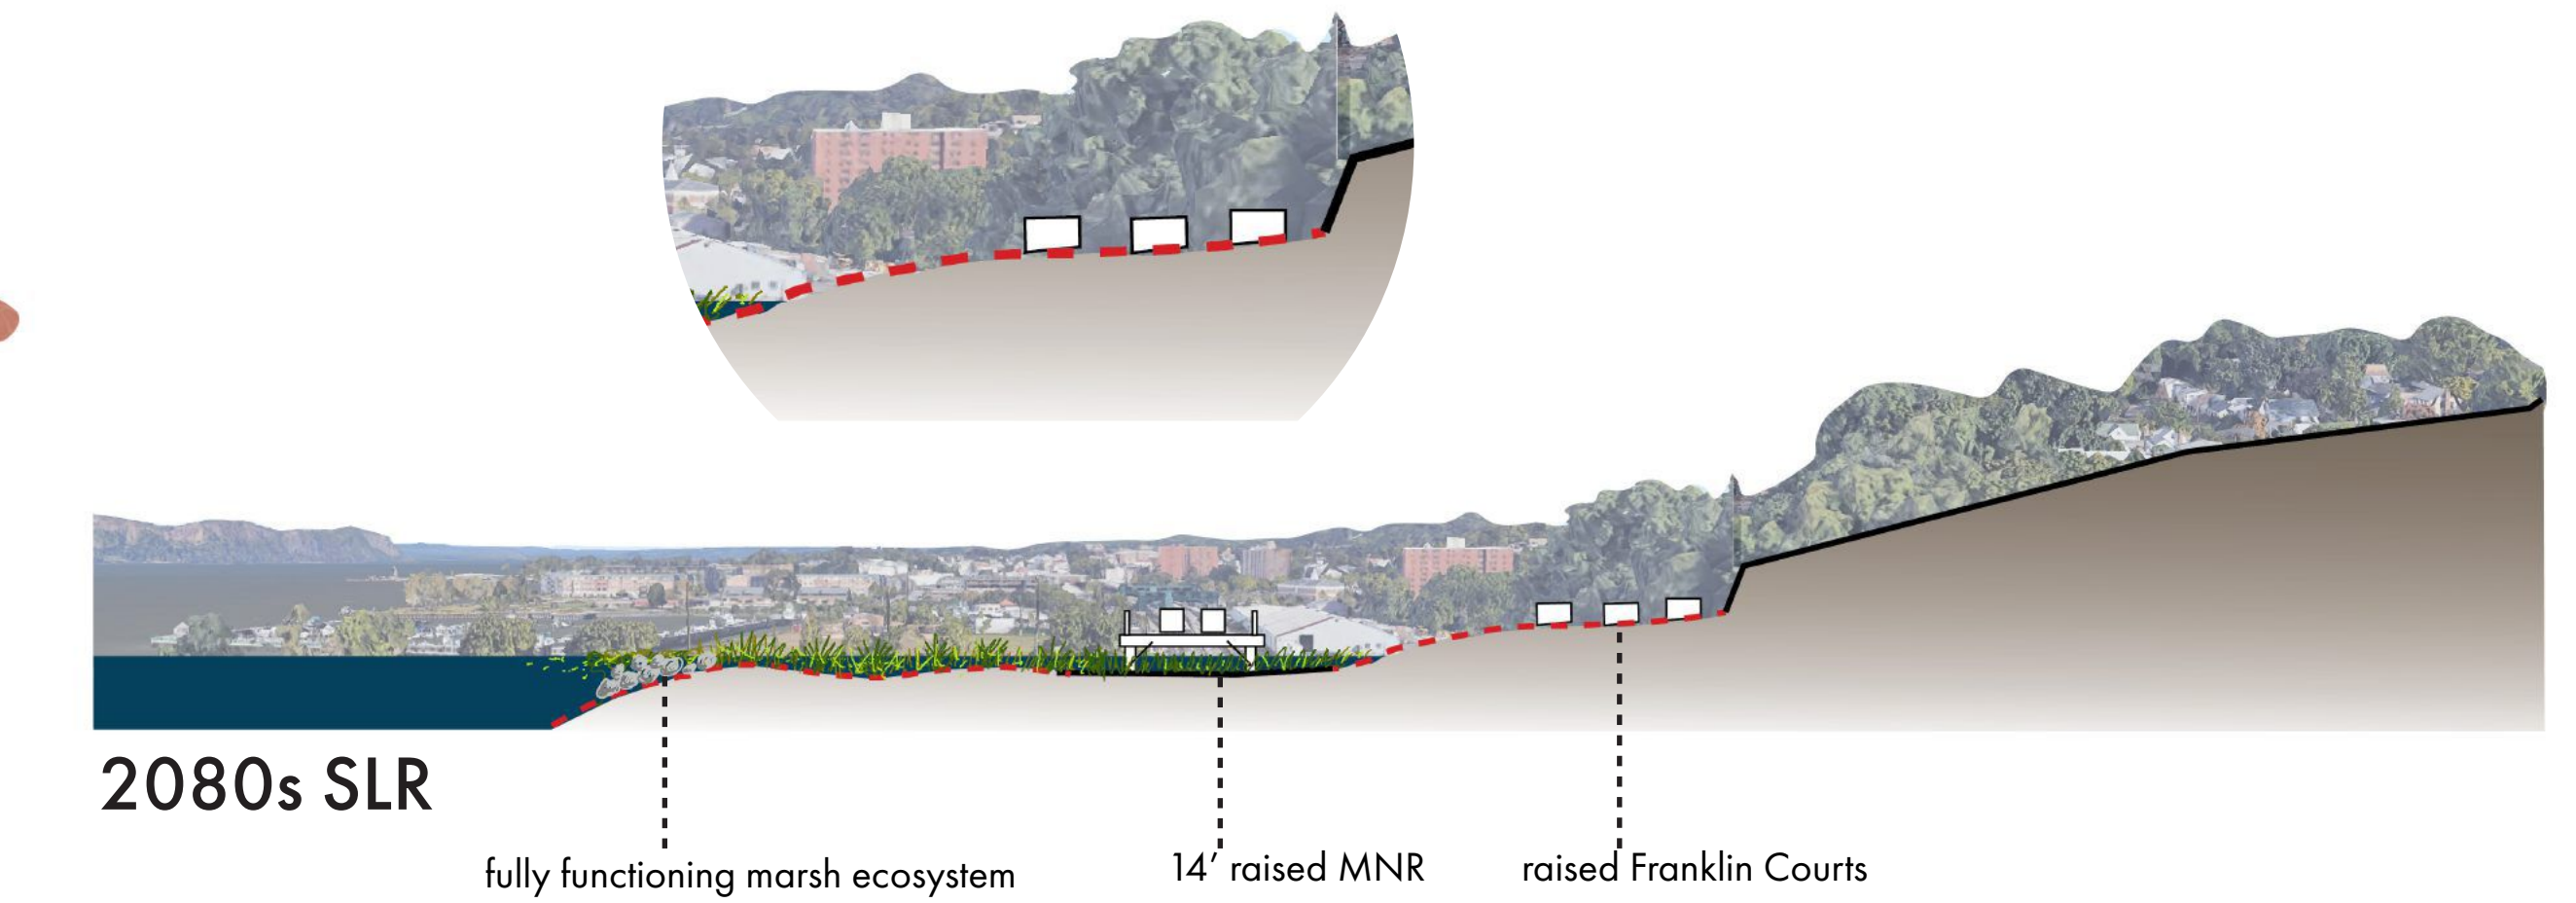 2080s SLR
fully functioning marsh ecosystem
14’ raised MNR
raised Franklin Courts